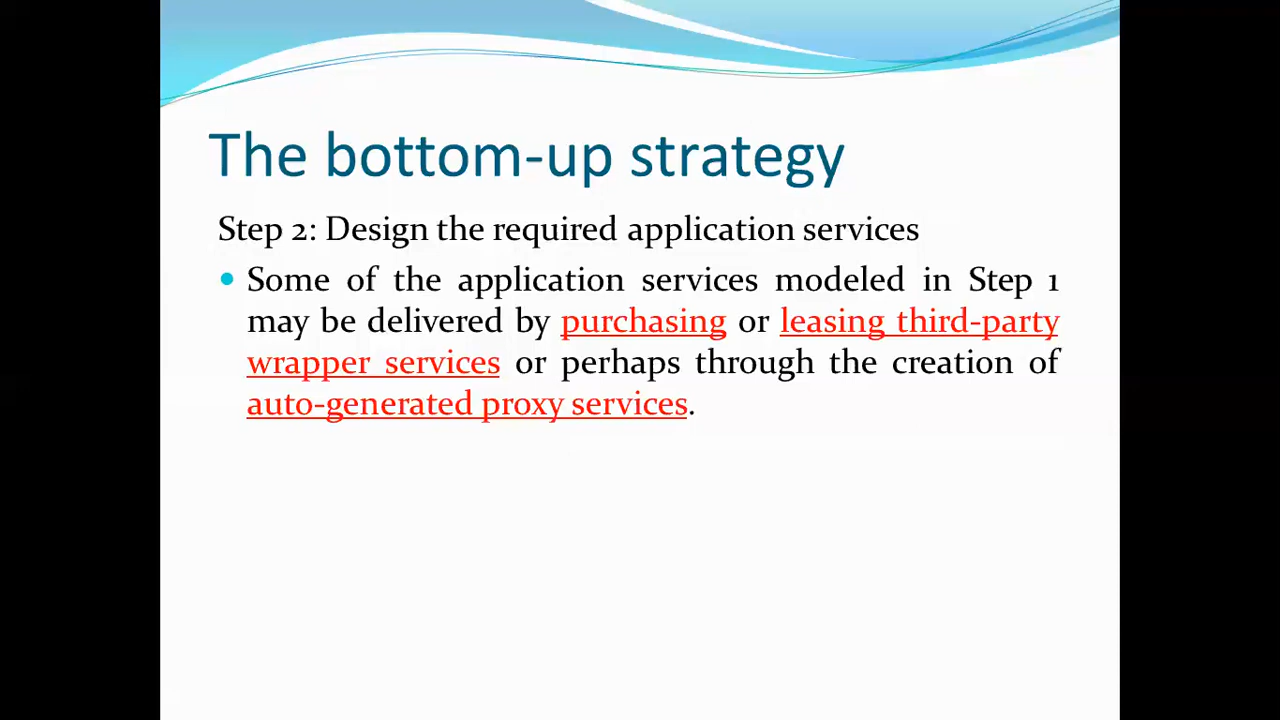 The bottom-up strategy
Step 2: Design the required application services
Some of the application services modeled in Step 1
may be delivered by purchasing or leasing third-party
wrapper services or perhaps through the creation of
auto-generated proxy services.